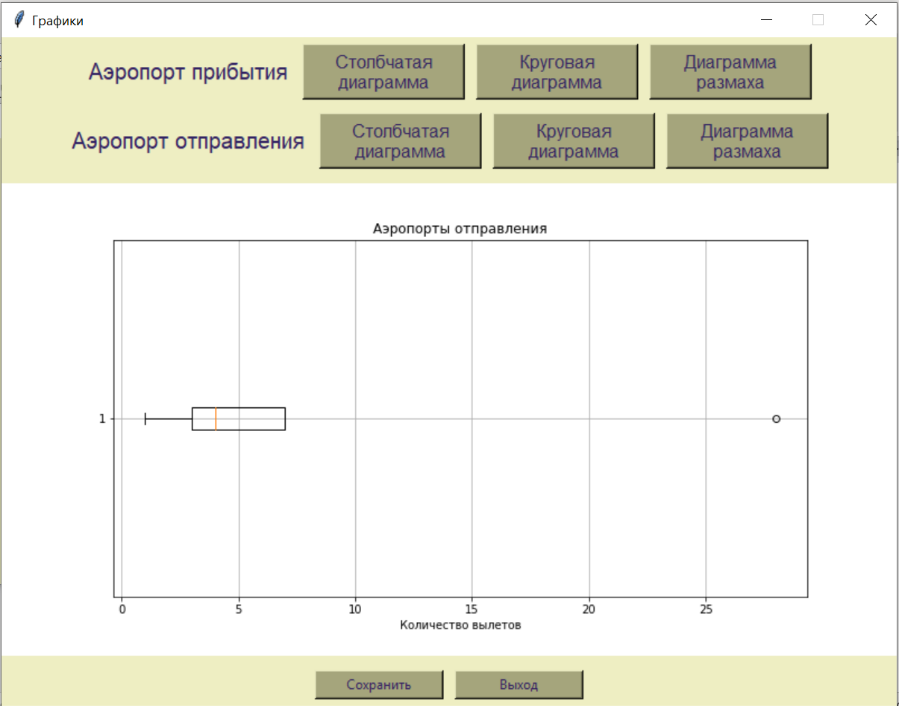 Графики
Аэропорт прибытия
Столбчатая
диаграмма
Круговая
диаграмма
Диаграмма
размаха
Аэропорт отправления
Столбчатая
диаграмма
Круговая
диаграмма
Диаграмма
размаха
Аэропорты отправления
1
0 5 10 15 20 25
Количество вылетов
Сохранить
Выход